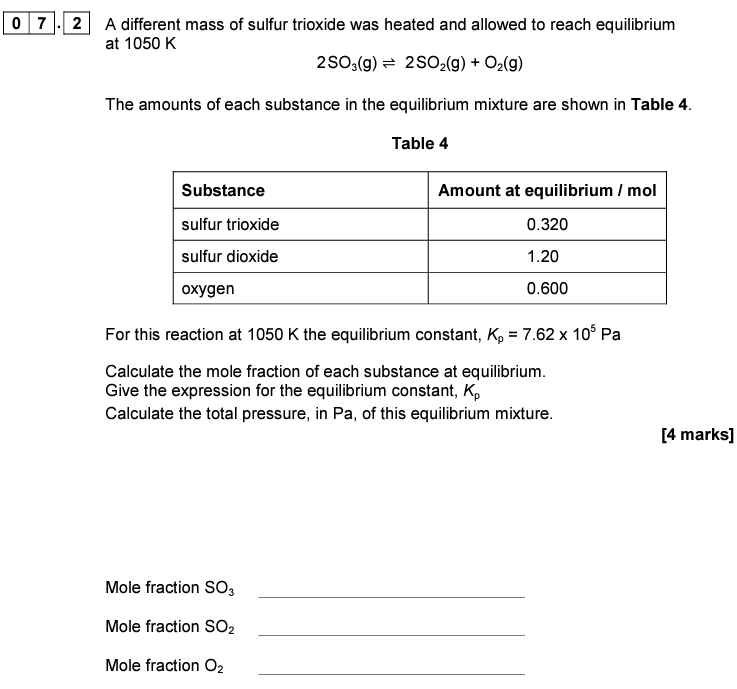 0 7 . 2 A different mass of sulfur trioxide was heated and allowed to reach equilibrium
at 1050 K
2SO₃(g) ⇌ 2SO₂(g) + O₂(g)
The amounts of each substance in the equilibrium mixture are shown in Table 4.
Table 4
Substance Amount at equilibrium / mol
sulfur trioxide 0.320
sulfur dioxide 1.20
oxygen 0.600
For this reaction at 1050 K the equilibrium constant, Kₚ = 7.62 x 10⁵ Pa
Calculate the mole fraction of each substance at equilibrium.
Give the expression for the equilibrium constant, Kₚ
Calculate the total pressure, in Pa, of this equilibrium mixture.
[4 marks]
Mole fraction SO₃
Mole fraction SO₂
Mole fraction O₂